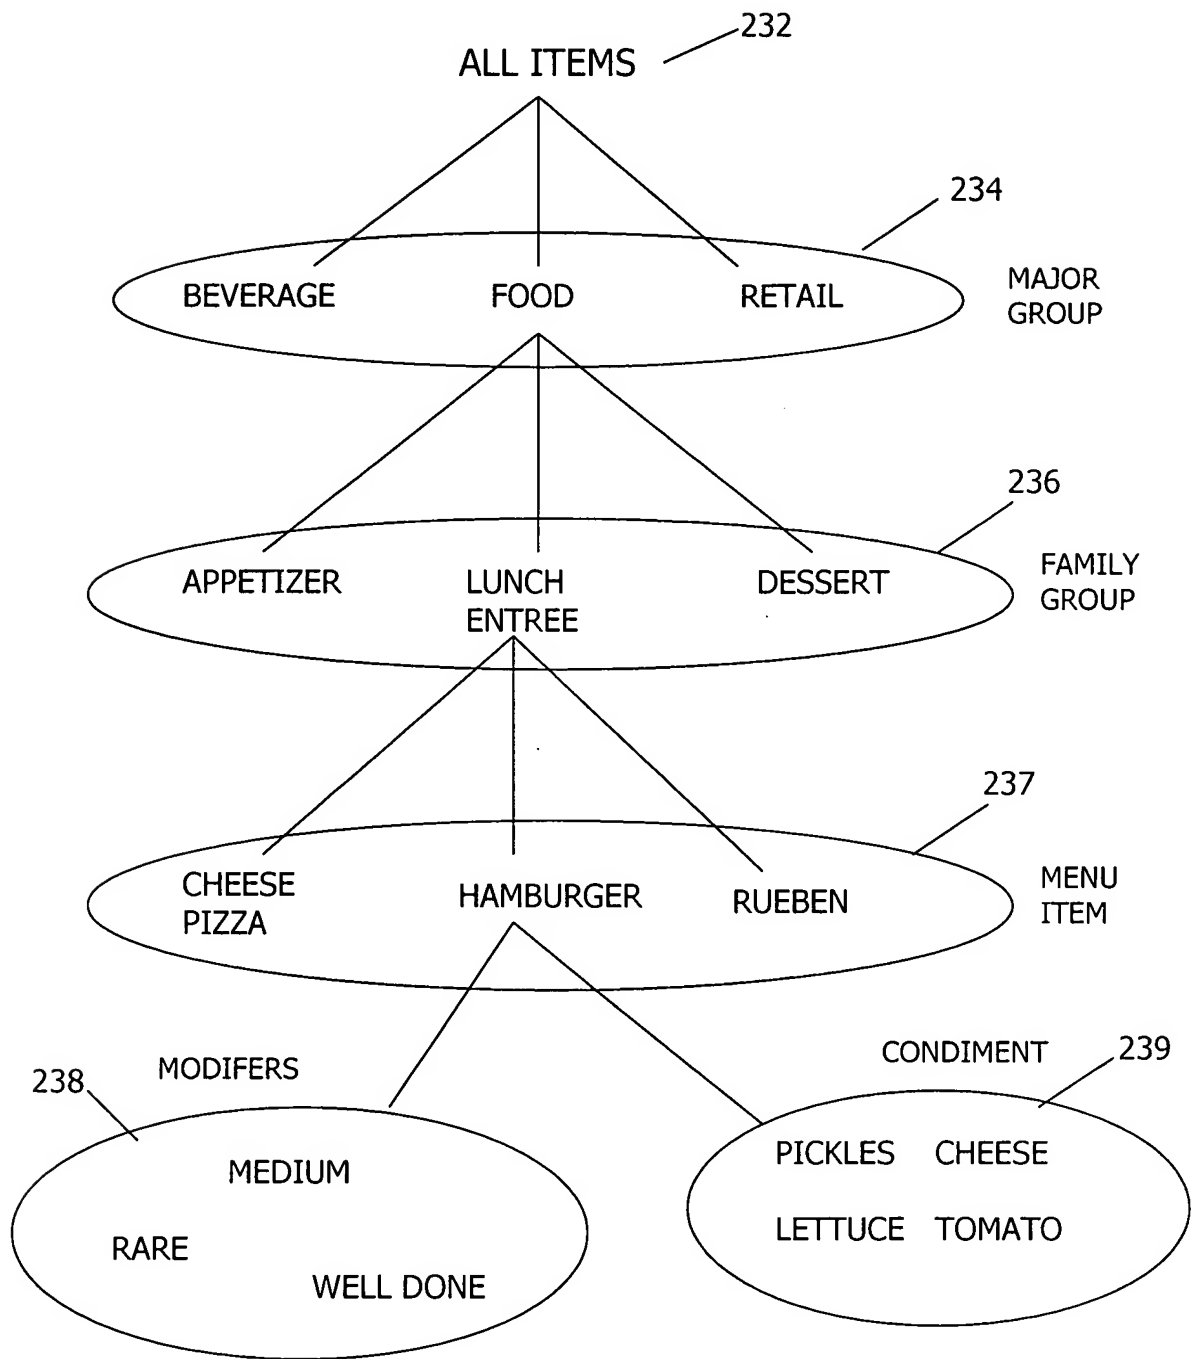 232
ALL ITEMS
234
BEVERAGE FOOD RETAIL
MAJOR
GROUP
236
APPETIZER LUNCH
ENTREE
DESSERT
FAMILY
GROUP
237
CHEESE
PIZZA
HAMBURGER RUEBEN
MENU
ITEM
MODIFERS
238
MEDIUM
RARE
WELL DONE
CONDIMENT 239
PICKLES CHEESE
LETTUCE TOMATO